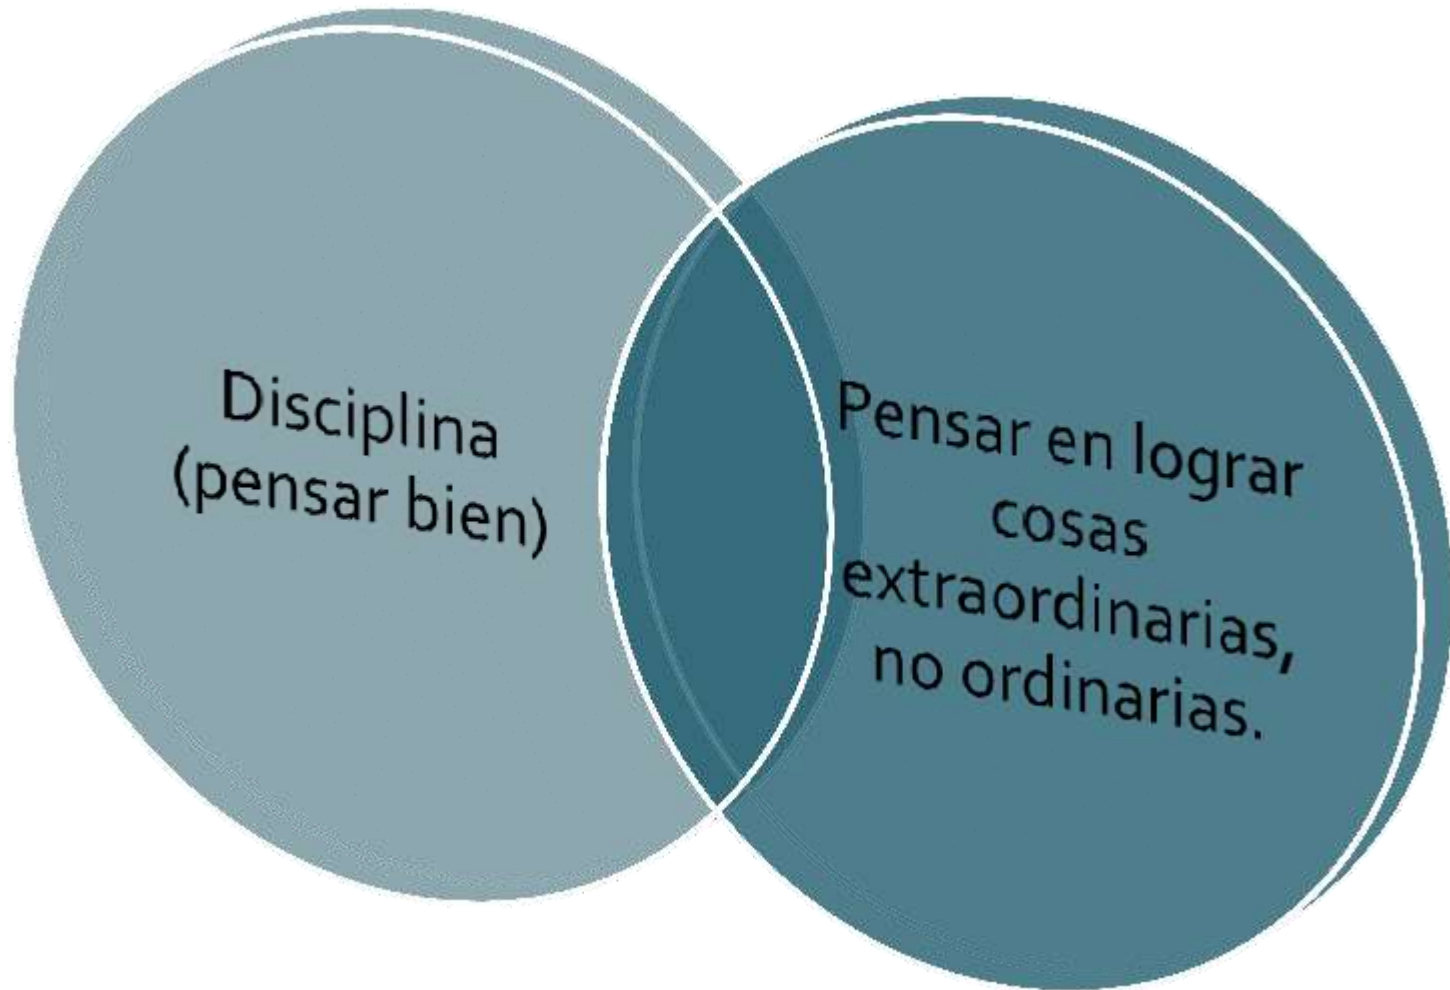 Disciplina
(pensar bien)
Pensar en lograr
cosas
extraordinarias,
no ordinarias.